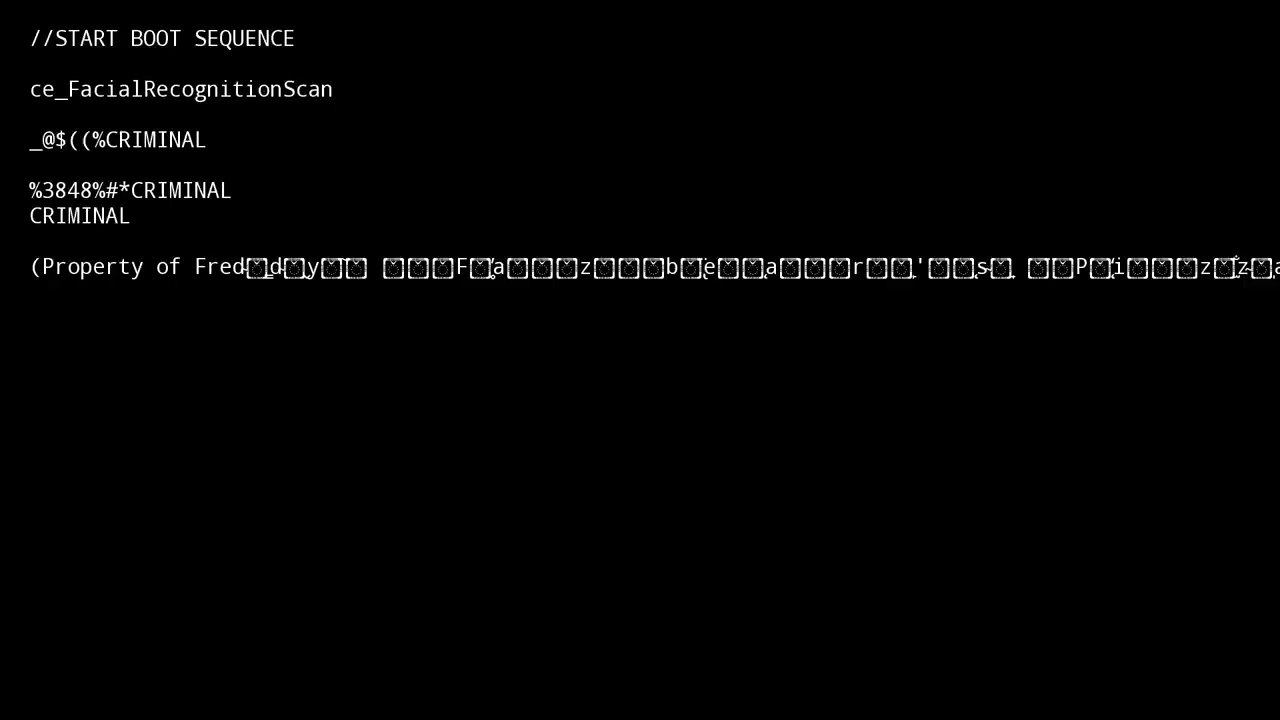 //START BOOT SEQUENCE
ce_FacialRecognitionScan
_@$((%CRIMINAL
%3848%#*CRIMINAL
CRIMINAL
(Property of Freddy Fazbear's Pizza